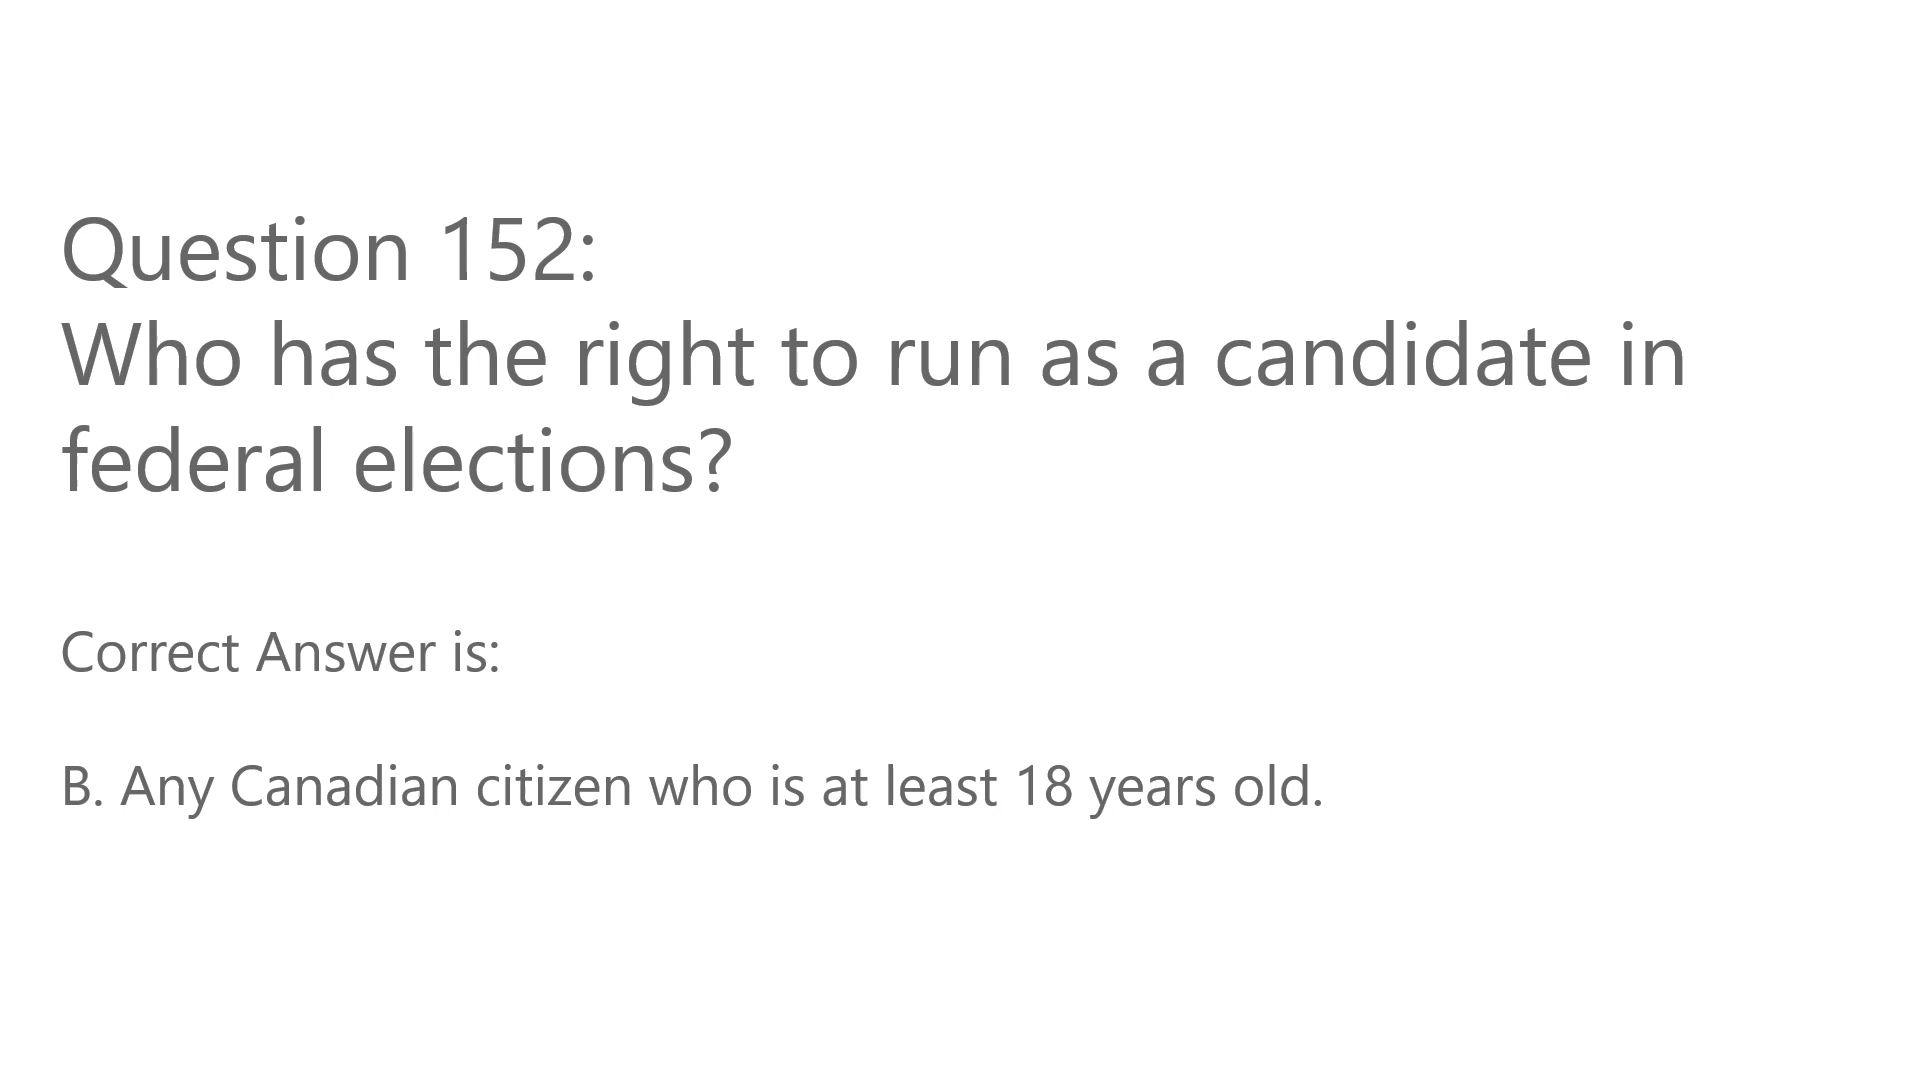 Question 152:
Who has the right to run as a candidate in
federal elections?
Correct Answer is:
B. Any Canadian citizen who is at least 18 years old.